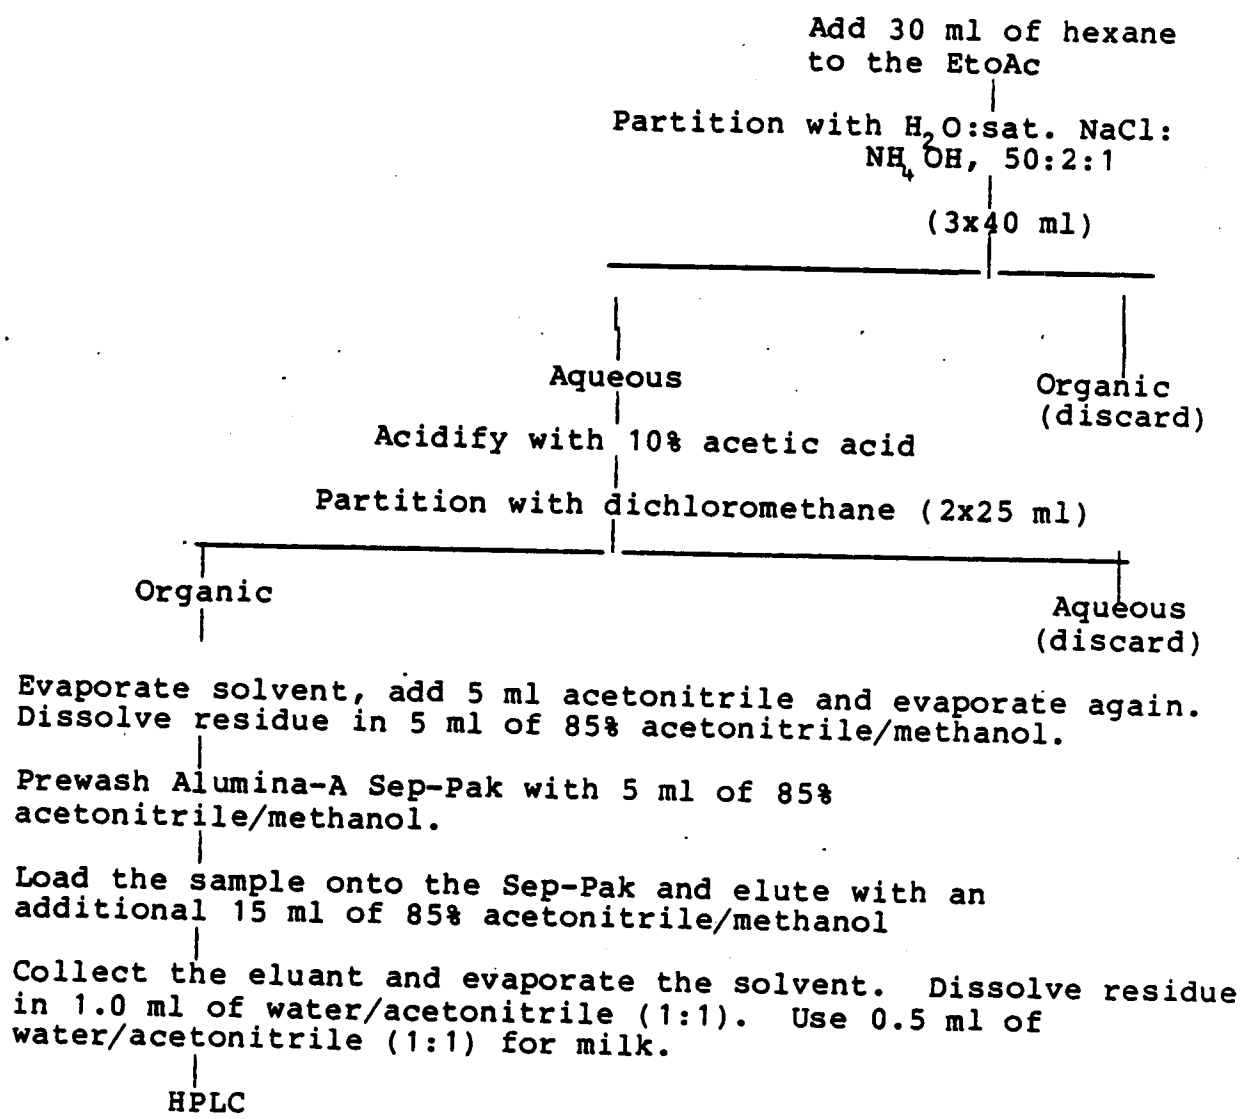 Add 30 ml of hexane
to the EtoAc
Partition with H2O:sat. NaCl:
NH4OH, 50:2:1
(3x40 ml)
Aqueous
Organic
(discard)
Acidify with 10% acetic acid
Partition with dichloromethane (2x25 ml)
Organic
Aqueous
(discard)
Evaporate solvent, add 5 ml acetonitrile and evaporate again.
Dissolve residue in 5 ml of 85% acetonitrile/methanol.
Prewash Alumina-A Sep-Pak with 5 ml of 85%
acetonitrile/methanol.
Load the sample onto the Sep-Pak and elute with an
additional 15 ml of 85% acetonitrile/methanol
Collect the eluant and evaporate the solvent. Dissolve residue
in 1.0 ml of water/acetonitrile (1:1). Use 0.5 ml of
water/acetonitrile (1:1) for milk.
HPLC